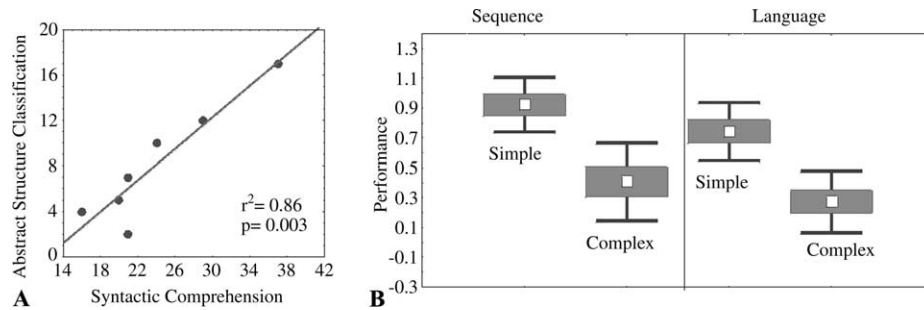 Abstract Structure Classification
20
16
12
8
4
0
14 18 22 26 30 34 38 42
r²= 0.86
p= 0.003
Syntactic Comprehension
A
Sequence Language
Performance
1.3
1.1
0.9
0.7
0.5
0.3
0.1
-0.1
-0.3
Simple
Complex
Simple
Complex
B